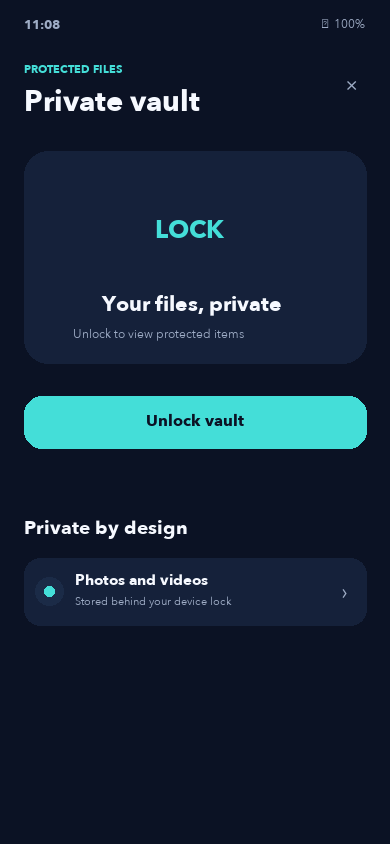 11:08
100%
PROTECTED FILES
Private vault
×
LOCK
Your files, private
Unlock to view protected items
Unlock vault
Private by design
Photos and videos
Stored behind your device lock
›